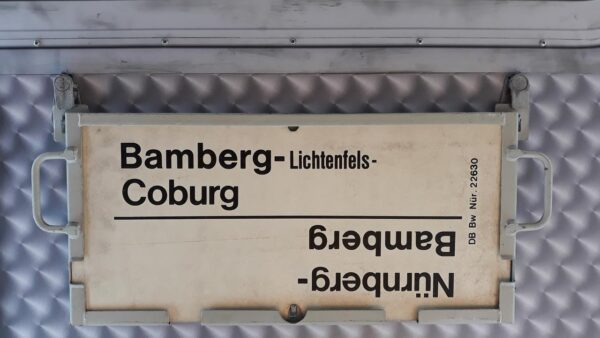 Bamberg-Lichtenfels-
Coburg
Nürnberg-
Bamberg
DB Bw Nür. 22630